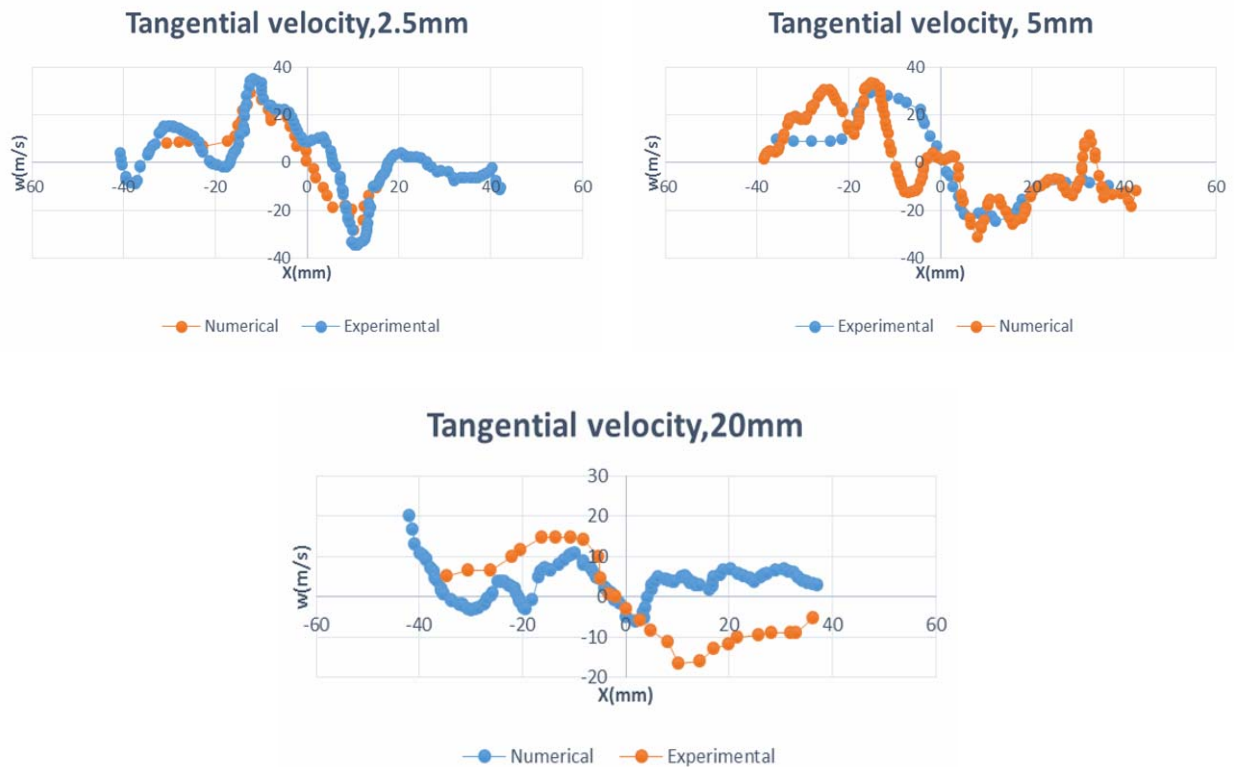 Tangential velocity,2.5mm
40
20
0
-20
-40
-60 -40 -20 0 20 40 60
w(m/s)
X(mm)
Numerical Experimental
Tangential velocity, 5mm
40
20
0
-20
-40
-60 -40 -20 0 20 40 60
w(m/s)
X(mm)
Experimental Numerical
Tangential velocity,20mm
30
20
10
0
-10
-20
-60 -40 -20 0 20 40 60
w(m/s)
X(mm)
Numerical Experimental